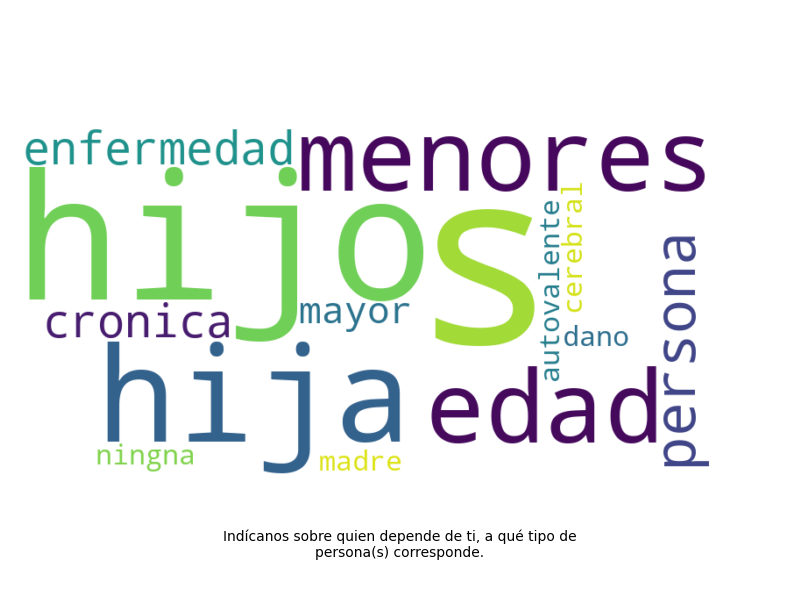 enfermedad menores
hijo s
autovalente cerebral
persona
cronica mayor
dano
hija edad
ningna madre
Indícanos sobre quien depende de ti, a qué tipo de
persona(s) corresponde.